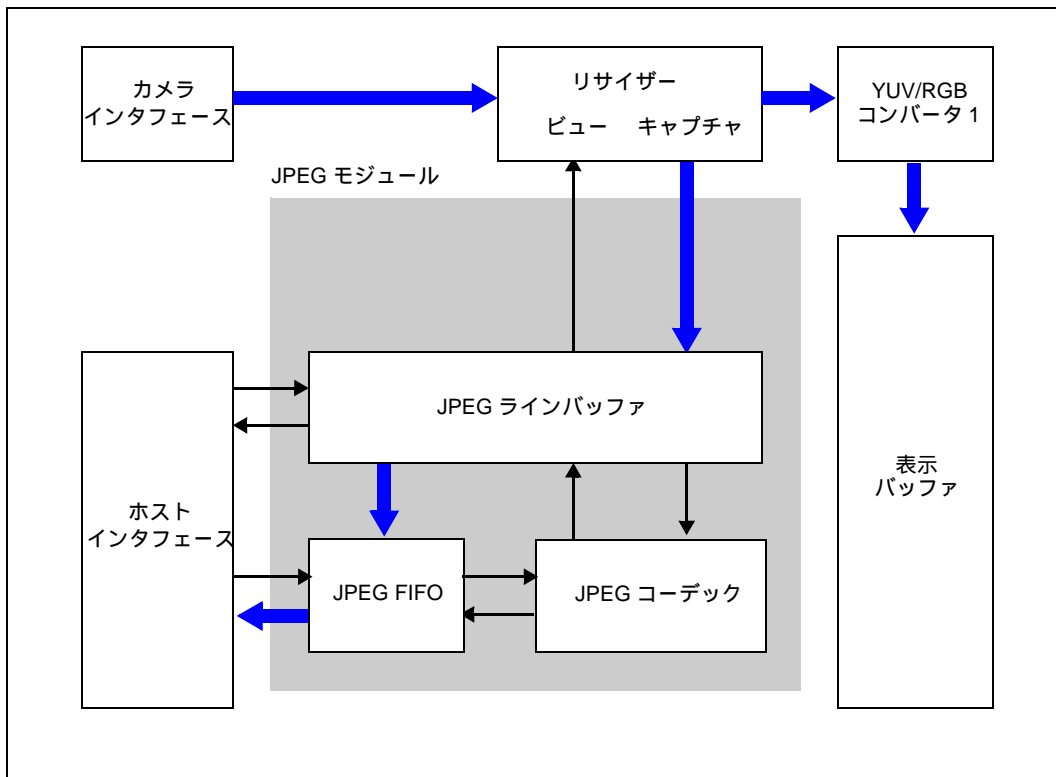 カメラ
インタフェース
リサイザー
ビュー キャプチャ
YUV/RGB
コンバータ 1
JPEG モジュール
JPEG ラインバッファ
ホスト
インタフェース
表示
バッファ
JPEG FIFO
JPEG コーデック